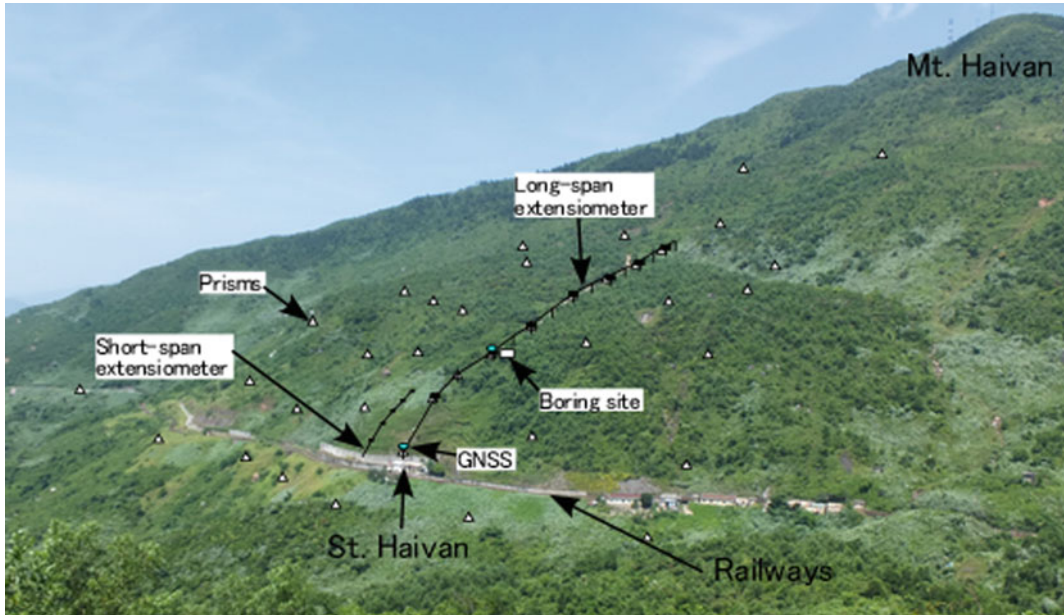 Mt. Haivan
Long-span
extensiometer
Prisms
Short-span
extensiometer
Boring site
GNSS
St. Haivan
Railways